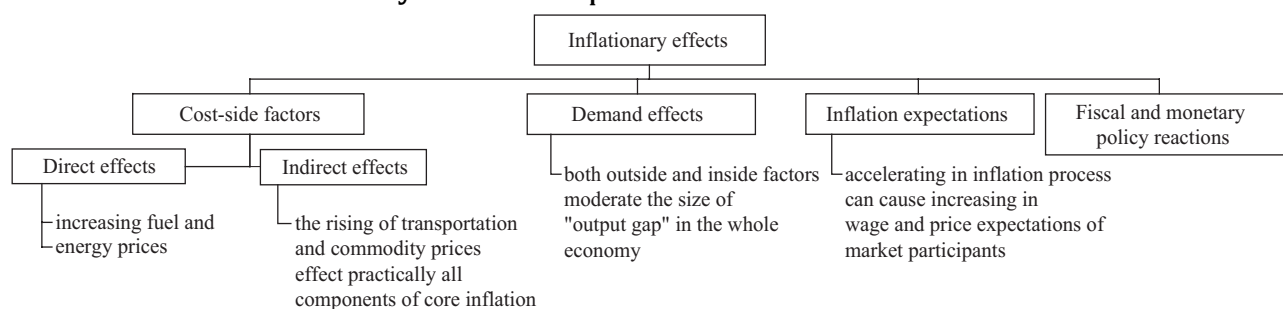 Inflationary effects
Cost-side factors
Demand effects
Inflation expectations
Fiscal and monetary
policy reactions
Direct effects
Indirect effects
increasing fuel and
energy prices
the rising of transportation
and commodity prices
effect practically all
components of core inflation
both outside and inside factors
moderate the size of
"output gap" in the whole
economy
accelerating in inflation process
can cause increasing in
wage and price expectations of
market participants